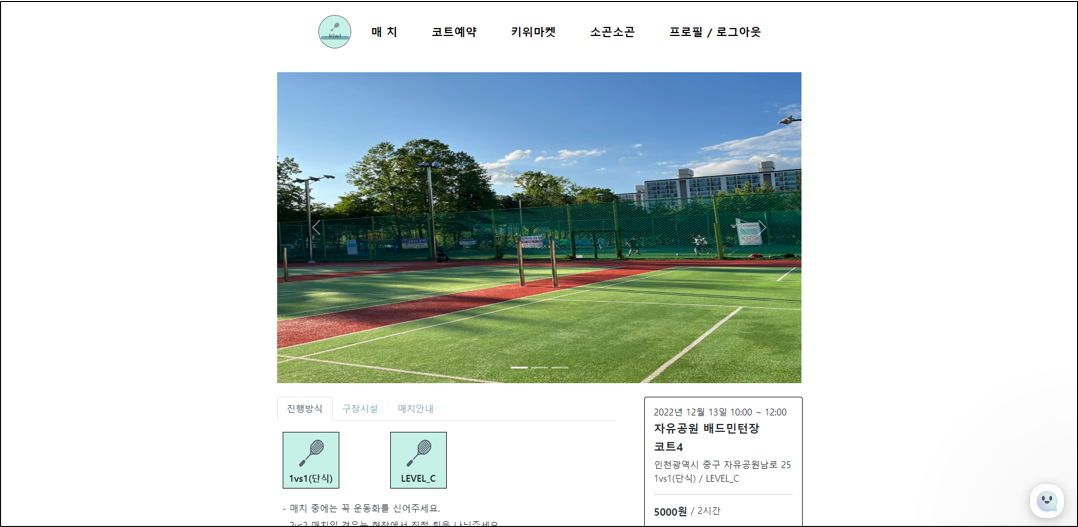 kiwi
매 치
코트예약
키위마켓
소곤소곤
프로필 / 로그아웃
진행방식
구장시설
매치안내
1vs1(단식)
LEVEL_C
- 매치 중에는 꼭 운동화를 신어주세요.
- 2vs2 매치일 경우는 현장에서 직접 팀을 나눠주세요
2022년 12월 13일 10:00 ~ 12:00
자유공원 배드민턴장
코트4
인천광역시 중구 자유공원남로 25
1vs1(단식) / LEVEL_C
5000원 / 2시간